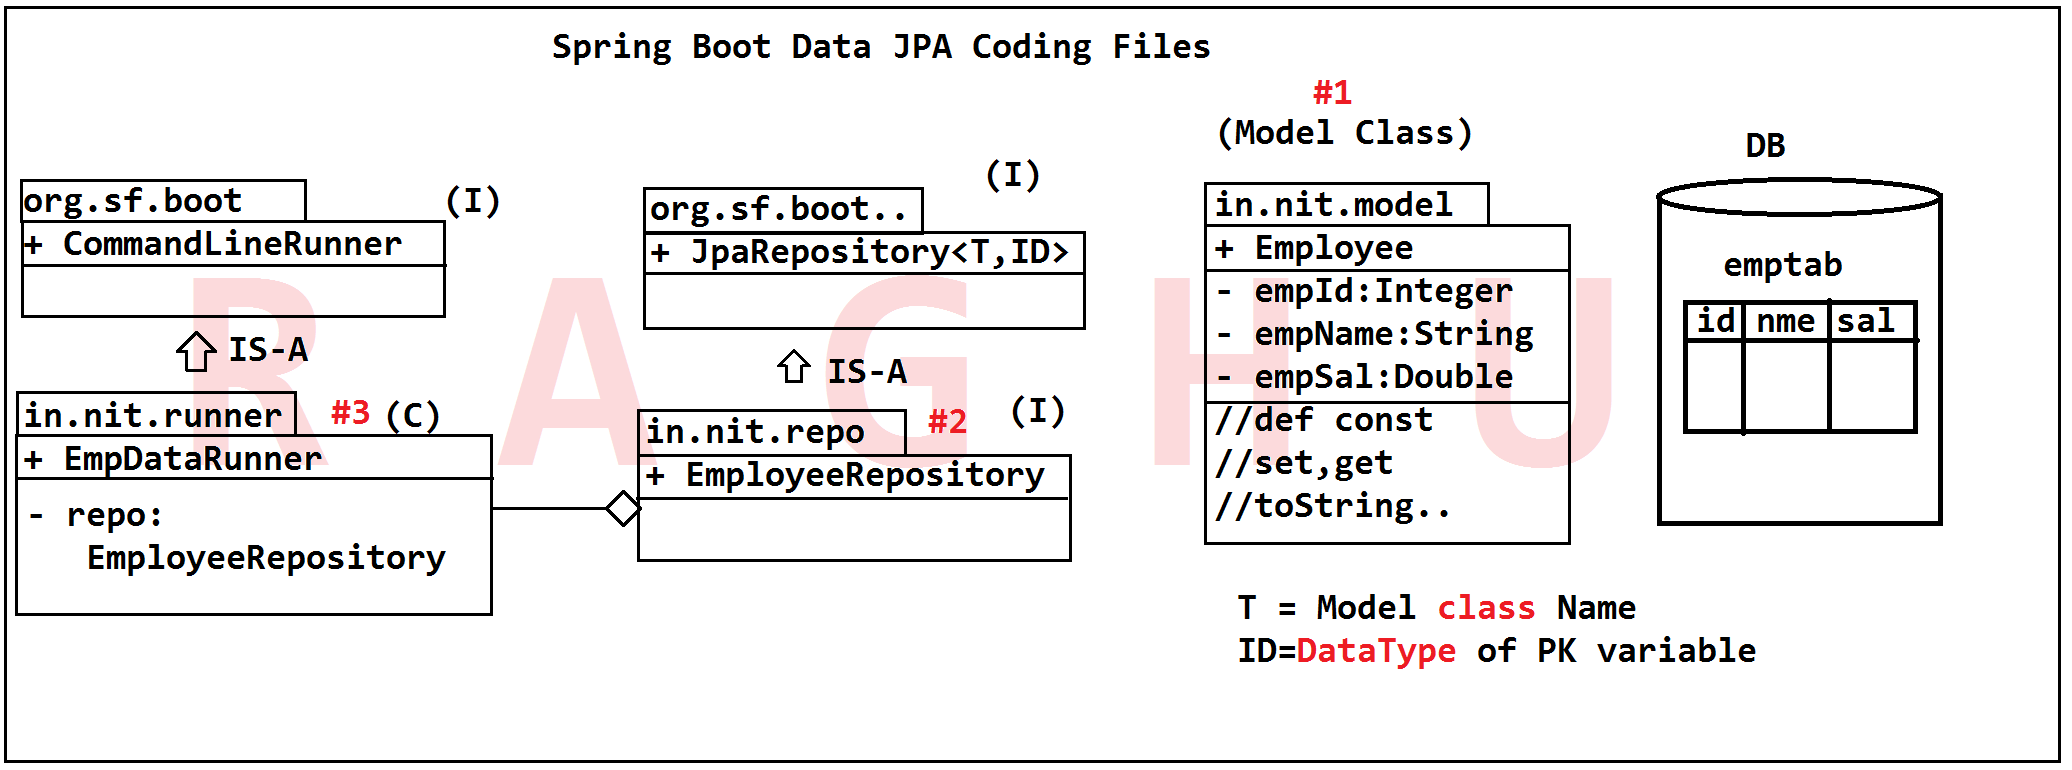 Spring Boot Data JPA Coding Files
org.sf.boot
(I)
+ CommandLineRunner
IS-A
in.nit.runner
#3 (C)
+ EmpDataRunner
- repo:
EmployeeRepository
(I)
org.sf.boot..
+ JpaRepository<T,ID>
IS-A
in.nit.repo
#2
(I)
+ EmployeeRepository
#1
(Model Class)
in.nit.model
+ Employee
- empId:Integer
- empName:String
- empSal:Double
//def const
//set,get
//toString..
DB
emptab
id nme sal
T = Model class Name
ID=DataType of PK variable
RAGHU